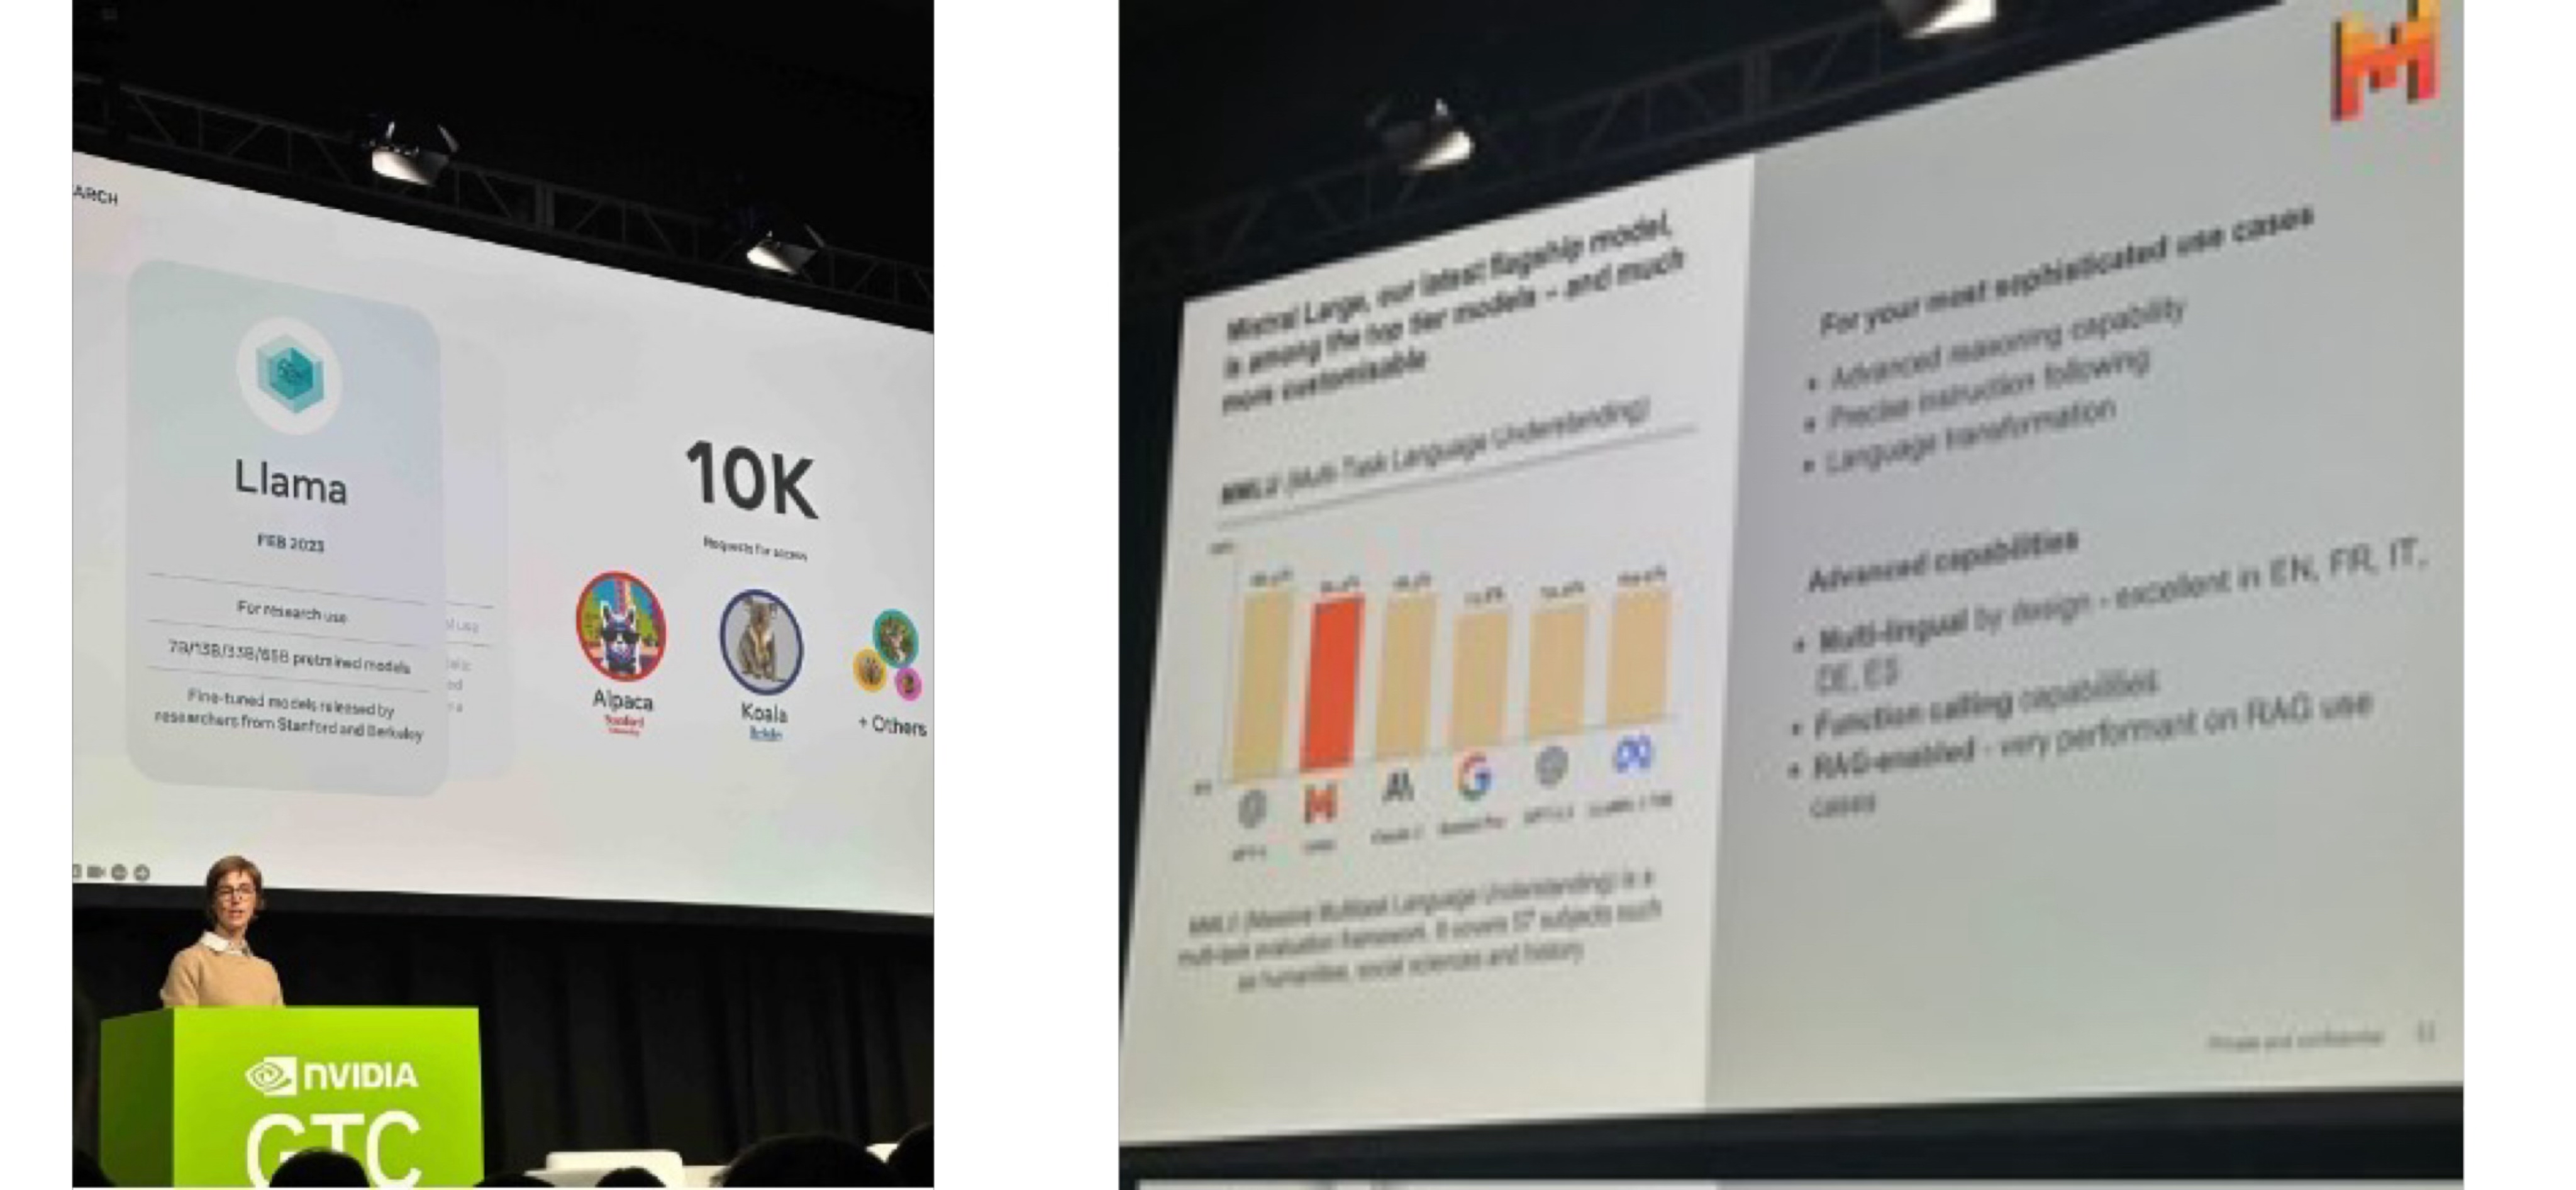 ARCH
Llama
FEB 2023
For research use
7B/13B/33B/65B pretrained models
Fine-tuned models released by
researchers from Stanford and Berkeley
10K
Requests for access
Alpaca
Stanford
Koala
Berkeley
+ Others
NVIDIA
GTC
Mistral Large, our latest flagship model,
is among the top tier models – and much
more customisable
MMLU (Multi-Task Language Understanding)
GPT-4
Large
Claude 2
Gemini Pro
GPT-3.5
LLaMA 2 70B
MMLU (Massive Multitask Language Understanding) is a
multi-task evaluation framework. It covers 57 subjects such
as humanities, social sciences and history
For your most sophisticated use cases
• Advanced reasoning capability
• Precise instruction following
• Language transformation
Advanced capabilities
• Multi-lingual by design - excellent in EN, FR, IT,
DE, ES
• Function calling capabilities
• RAG-enabled - very performant on RAG use
cases
Private and confidential